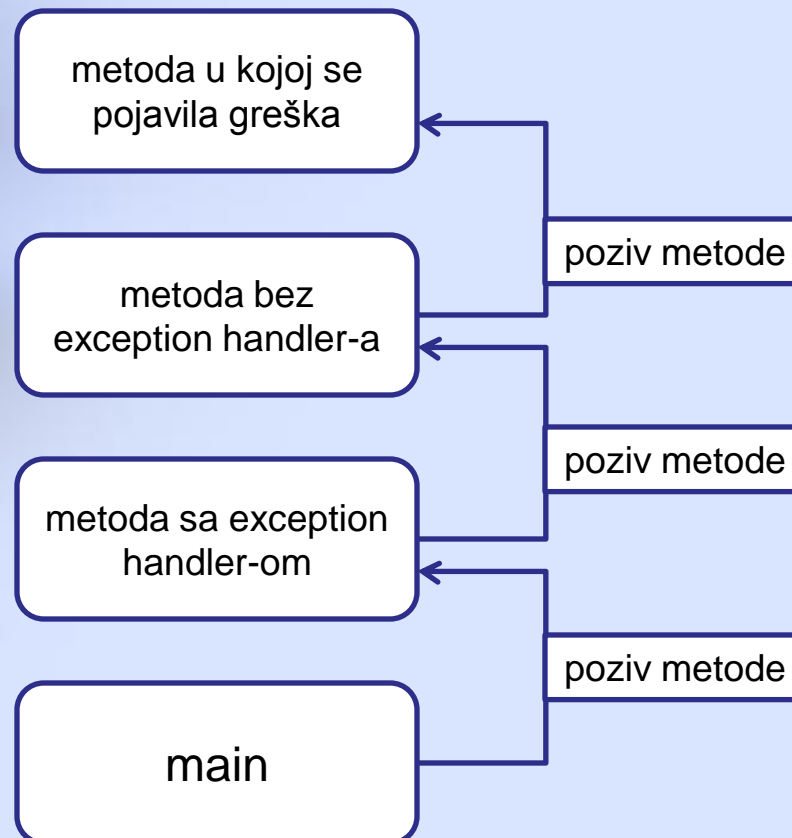 metoda u kojoj se
pojavila greška
poziv metode
metoda bez
exception handler-a
poziv metode
metoda sa exception
handler-om
poziv metode
main